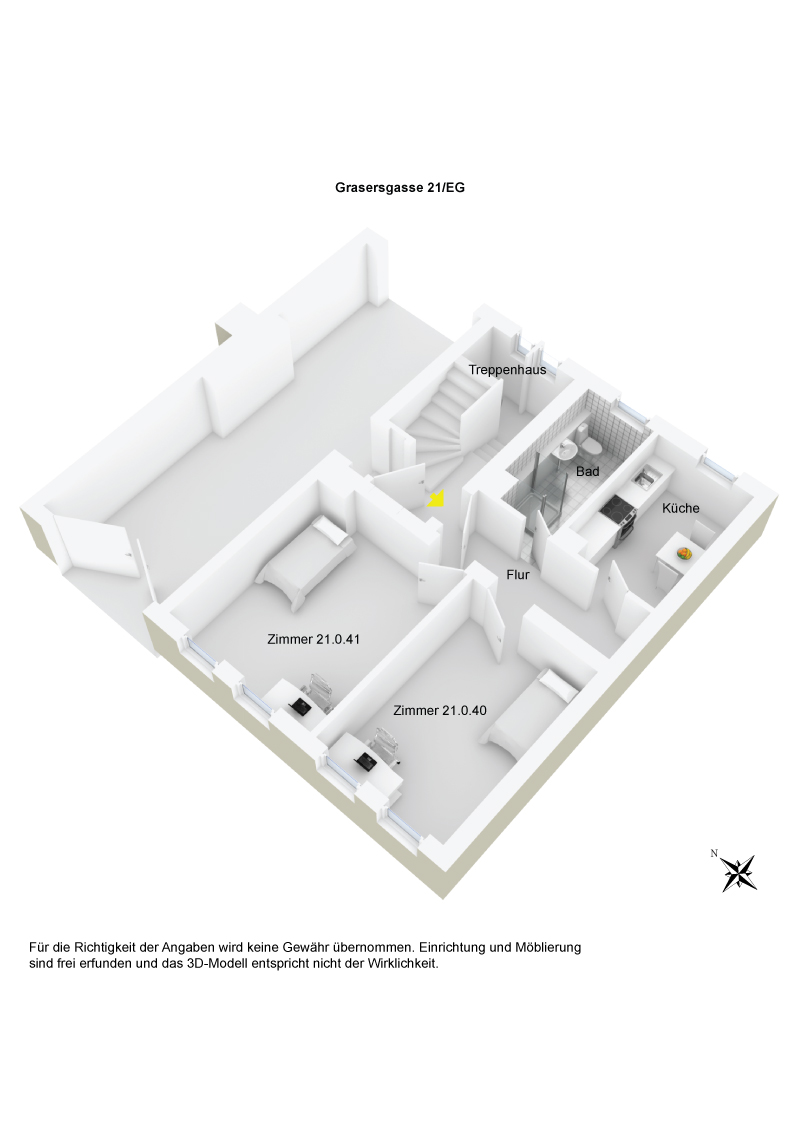 Grasersgasse 21/EG
Treppenhaus
Bad
Küche
Flur
Zimmer 21.0.41
Zimmer 21.0.40
N
Für die Richtigkeit der Angaben wird keine Gewähr übernommen. Einrichtung und Möblierung
sind frei erfunden und das 3D-Modell entspricht nicht der Wirklichkeit.